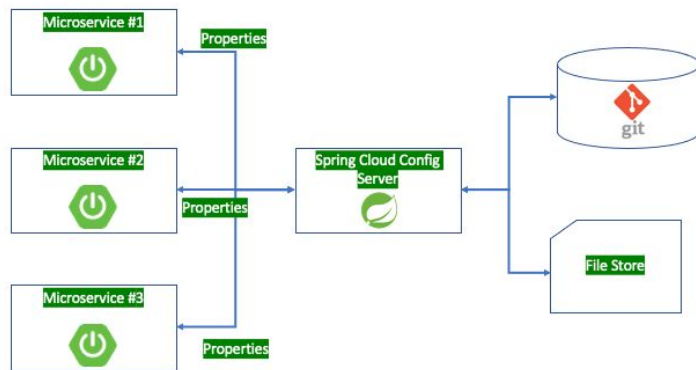 Microservice #1
Properties
Microservice #2
Properties
Microservice #3
Properties
Spring Cloud Config
Server
git
File Store